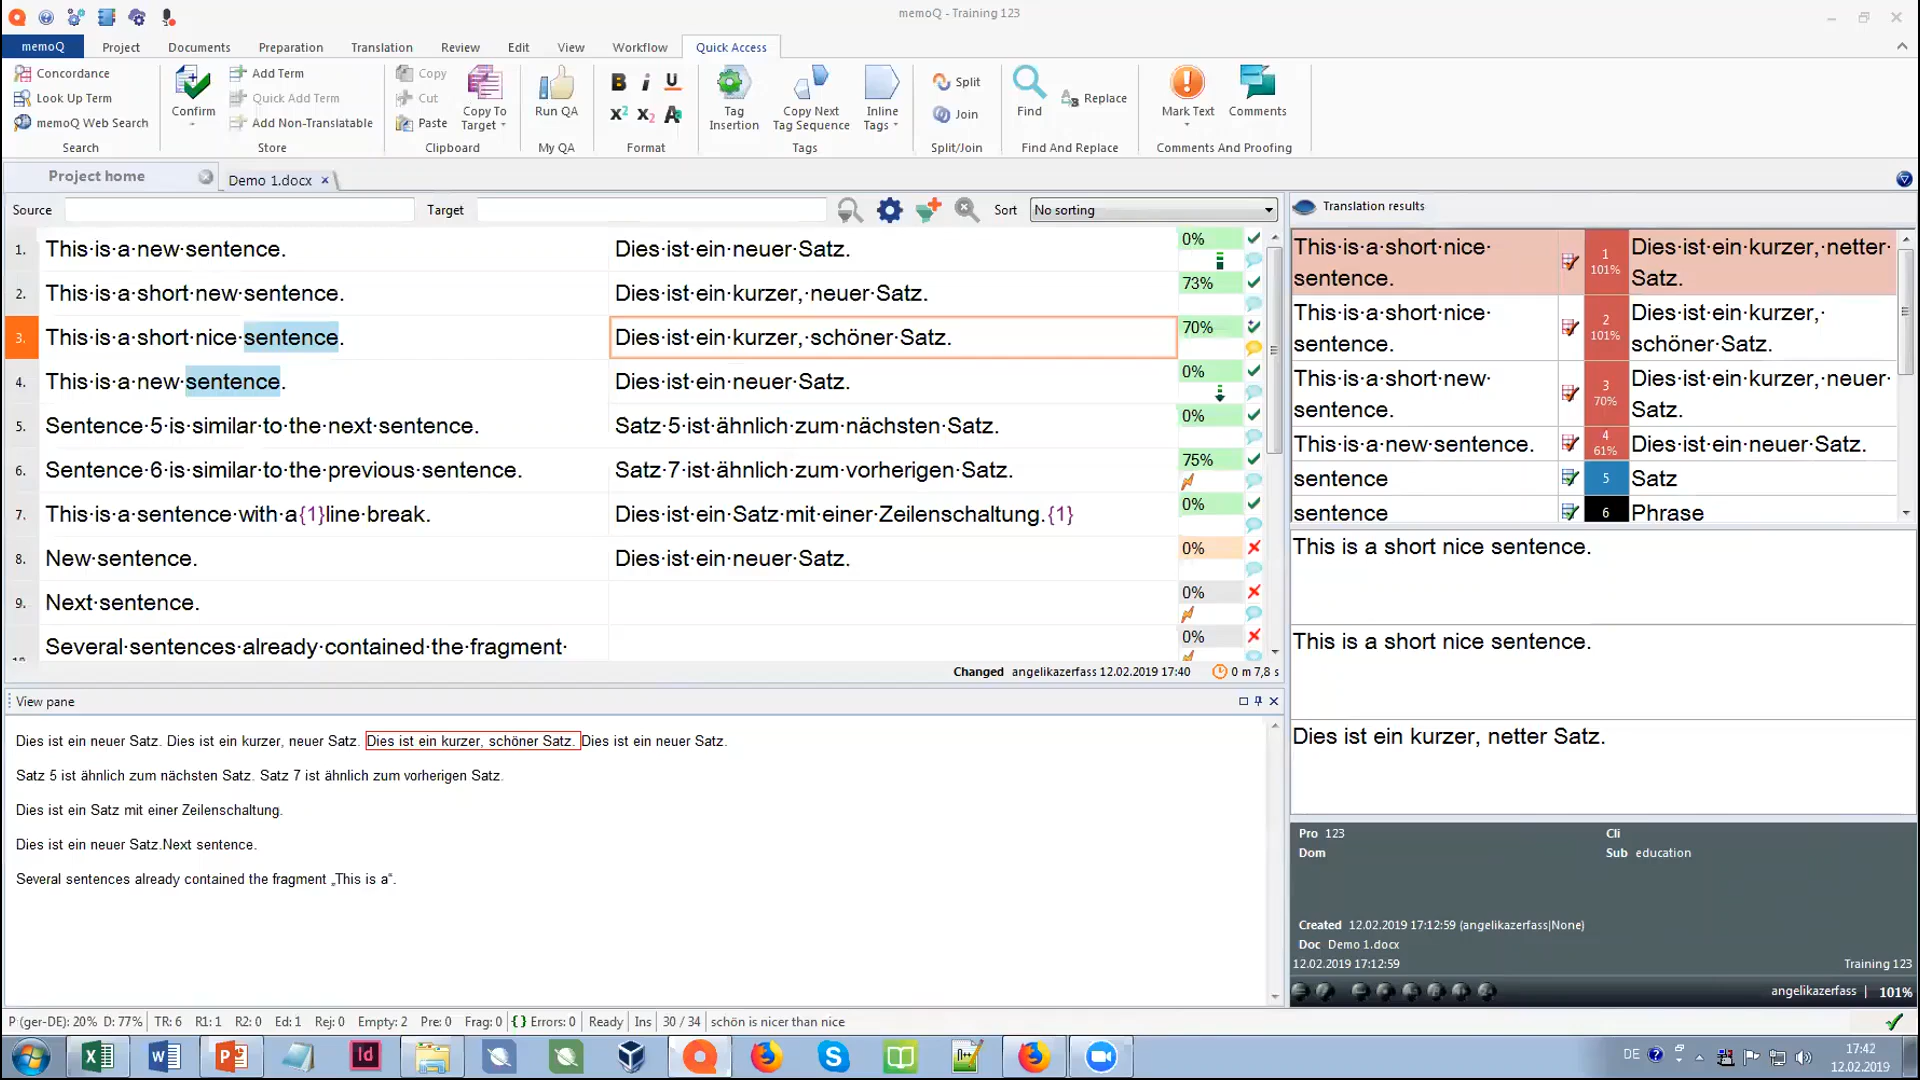 memoQ - Training 123
memoQ Project Documents Preparation Translation Review Edit View Workflow Quick Access
Concordance
Look Up Term
memoQ Web Search
Search
Confirm
Add Term
Quick Add Term
Add Non-Translatable
Store
Copy
Cut
Paste
Copy To
Target
Clipboard
Run QA
My QA
B i U
X² X₂ A
Format
Tag
Insertion
Copy Next
Tag Sequence
Inline
Tags
Tags
Split
Join
Split/Join
Find
Replace
Find And Replace
Mark Text
Comments
Comments And Proofing
Project home
Demo 1.docx
Source
Target
Sort No sorting
1. This·is·a·new·sentence. Dies·ist·ein·neuer·Satz. 0%
2. This·is·a·short·new·sentence. Dies·ist·ein·kurzer,·neuer·Satz. 73%
3. This·is·a·short·nice·sentence. Dies·ist·ein·kurzer,·schöner·Satz. 70%
4. This·is·a·new·sentence. Dies·ist·ein·neuer·Satz. 0%
5. Sentence·5·is·similar·to·the·next·sentence. Satz·5·ist·ähnlich·zum·nächsten·Satz. 0%
6. Sentence·6·is·similar·to·the·previous·sentence. Satz·7·ist·ähnlich·zum·vorherigen·Satz. 75%
7. This·is·a·sentence·with·a{1}line·break. Dies·ist·ein·Satz·mit·einer·Zeilenschaltung.{1} 0%
8. New·sentence. Dies·ist·ein·neuer·Satz. 0%
9. Next·sentence. 0%
Several·sentences·already·contained·the·fragment· 0%
Changed angelikazerfass 12.02.2019 17:40 0 m 7,8 s
View pane
Dies ist ein neuer Satz. Dies ist ein kurzer, neuer Satz. Dies ist ein kurzer, schöner Satz. Dies ist ein neuer Satz.
Satz 5 ist ähnlich zum nächsten Satz. Satz 7 ist ähnlich zum vorherigen Satz.
Dies ist ein Satz mit einer Zeilenschaltung.
Dies ist ein neuer Satz.Next sentence.
Several sentences already contained the fragment „This is a“.
Translation results
This·is·a·short·nice·
sentence.
1
101%
Dies·ist·ein·kurzer,·netter·
Satz.
This·is·a·short·nice·
sentence.
2
101%
Dies·ist·ein·kurzer,·
schöner·Satz.
This·is·a·short·new·
sentence.
3
70%
Dies·ist·ein·kurzer,·neuer·
Satz.
This·is·a·new·sentence.
4
61%
Dies·ist·ein·neuer·Satz.
sentence 5 Satz
sentence 6 Phrase
This is a short nice sentence.
This is a short nice sentence.
Dies ist ein kurzer, netter Satz.
Pro 123 Cli
Dom Sub education
Created 12.02.2019 17:12:59 (angelikazerfass|None)
Doc Demo 1.docx
12.02.2019 17:12:59 Training 123
angelikazerfass | 101%
P (ger-DE): 20% D: 77% TR: 6 R1: 1 R2: 0 Ed: 1 Rej: 0 Empty: 2 Pre: 0 Frag: 0 {} Errors: 0 Ready Ins 30 / 34 schön is nicer than nice
DE
17:42
12.02.2019